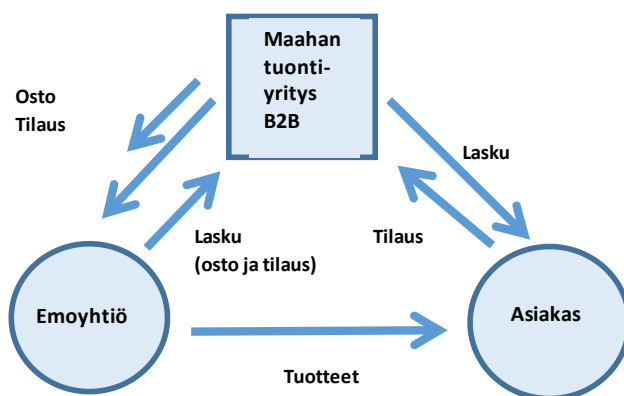 Maahan
tuonti-
yritys
B2B
Osto
Tilaus
Lasku
Lasku
(osto ja tilaus)
Tilaus
Emoyhtiö
Asiakas
Tuotteet